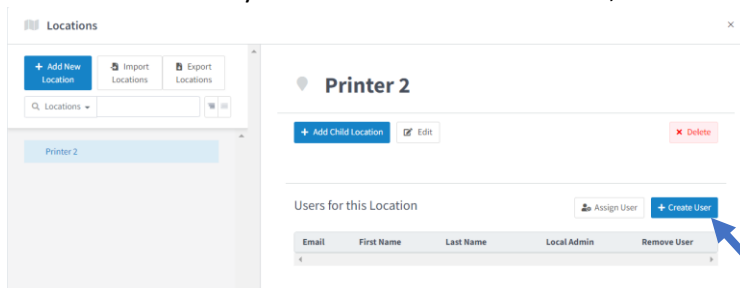 Locations
×
+ Add New Location
Import Locations
Export Locations
Locations
Printer 2
Printer 2
+ Add Child Location
Edit
× Delete
Users for this Location
Assign User
+ Create User
Email First Name Last Name Local Admin Remove User